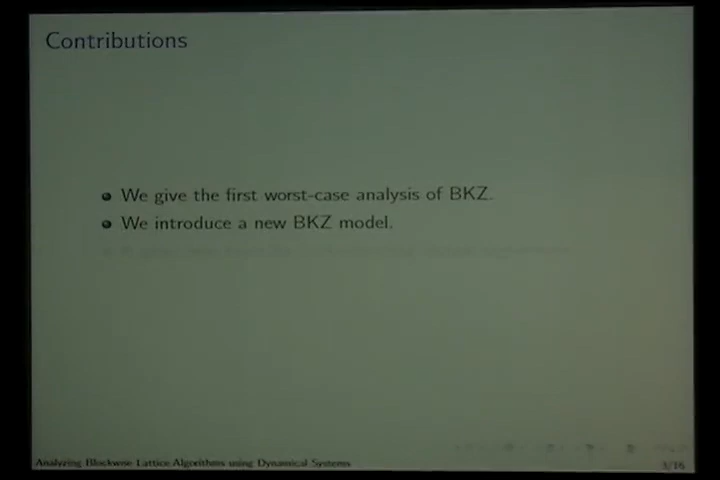 Contributions
We give the first worst-case analysis of BKZ.
We introduce a new BKZ model.
Analyzing Blockwise Lattice Algorithms using Dynamical Systems
3/16